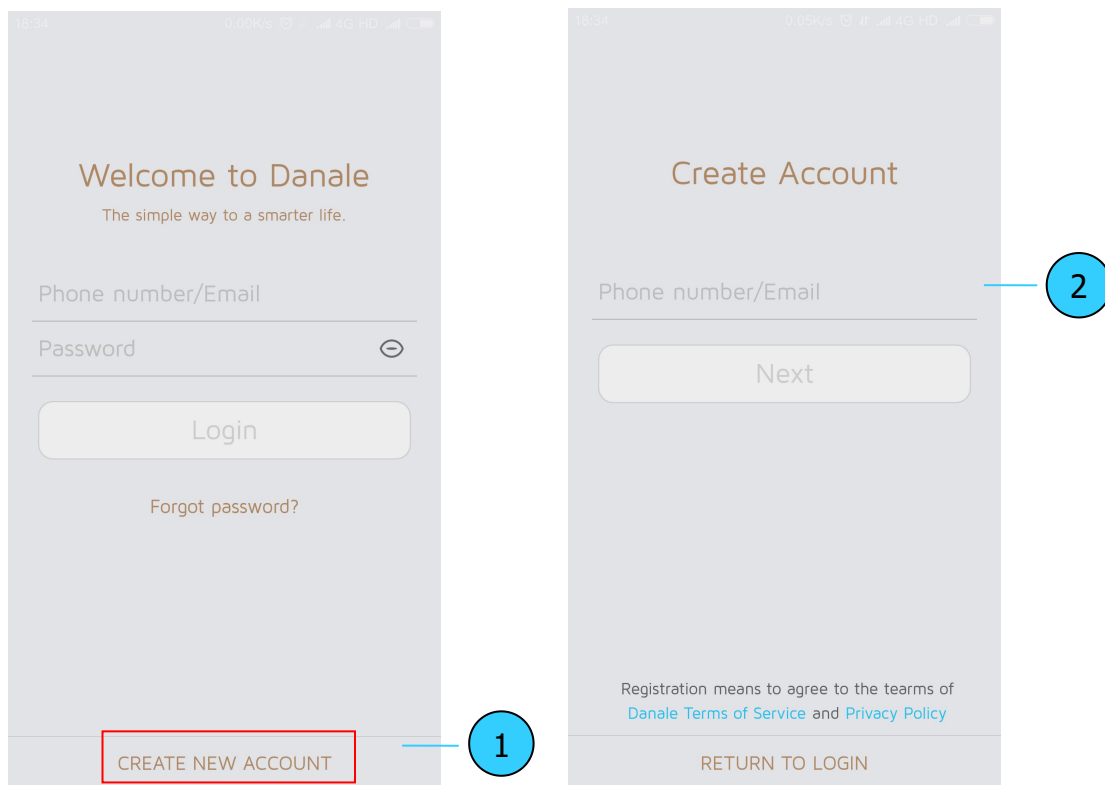 18:34
0.00K/s 4G HD
Welcome to Danale
The simple way to a smarter life.
Phone number/Email
Password
Login
Forgot password?
CREATE NEW ACCOUNT
1
18:34
0.05K/s 4G HD
Create Account
Phone number/Email
2
Next
Registration means to agree to the tearms of
Danale Terms of Service and Privacy Policy
RETURN TO LOGIN